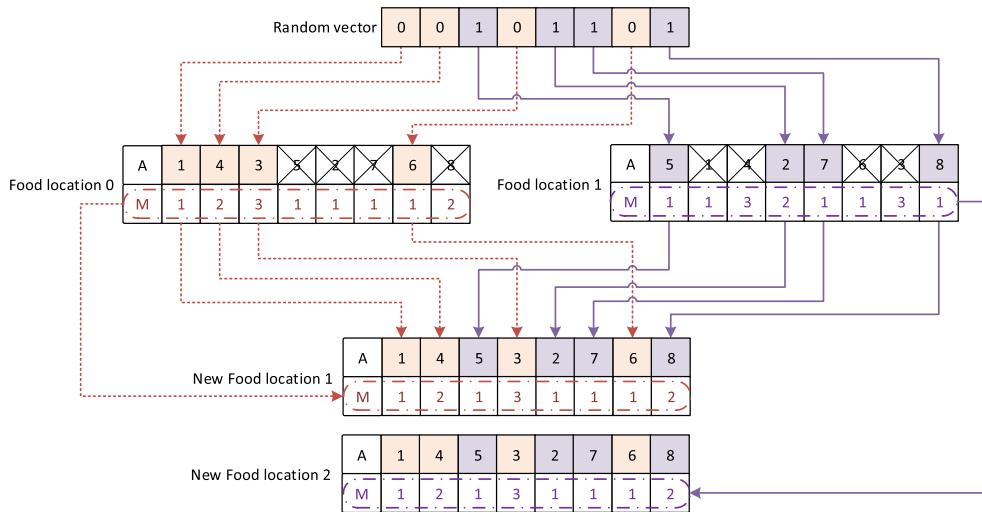 Random vector 0 0 1 0 1 1 0 1
A 1 4 3 5 2 7 6 8
Food location 0
M 1 2 3 1 1 1 1 2
A 5 1 4 2 7 6 3 8
Food location 1
M 1 1 3 2 1 1 3 1
A 1 4 5 3 2 7 6 8
New Food location 1
M 1 2 1 3 1 1 1 2
A 1 4 5 3 2 7 6 8
New Food location 2
M 1 2 1 3 1 1 1 2